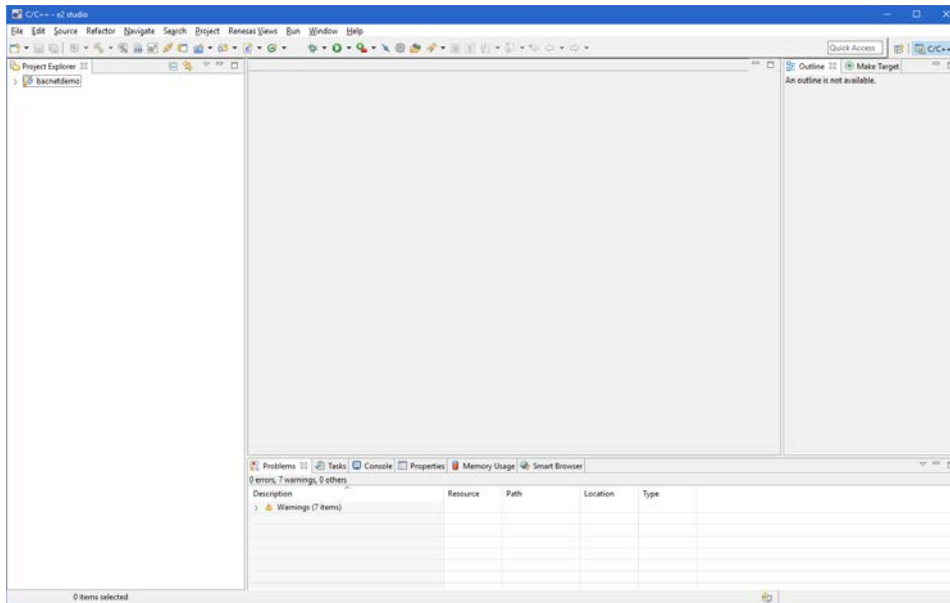 C/C++ - e2 studio
File Edit Source Refactor Navigate Search Project Renesas Views Run Window Help
Quick Access C/C++
Project Explorer
bacnetdemo
Outline Make Target
An outline is not available.
Problems Tasks Console Properties Memory Usage Smart Browser
0 errors, 7 warnings, 0 others
Description Resource Path Location Type
Warnings (7 items)
0 items selected